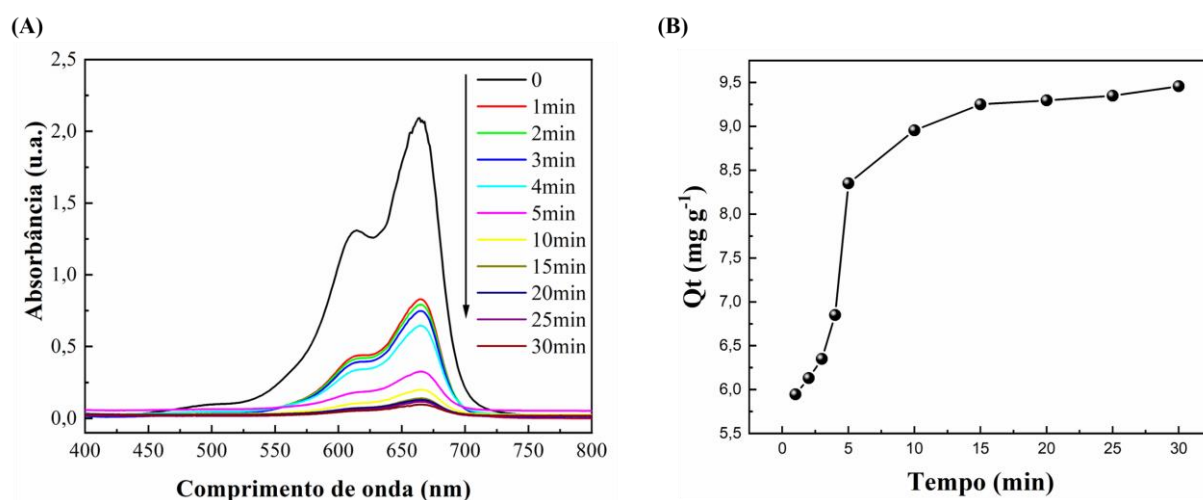 (A)
2,5
2,0
1,5
1,0
0,5
0,0
400 450 500 550 600 650 700 750 800
Absorbância (u.a.)
Comprimento de onda (nm)
0
1min
2min
3min
4min
5min
10min
15min
20min
25min
30min
(B)
9,5
9,0
8,5
8,0
7,5
7,0
6,5
6,0
5,5
0 5 10 15 20 25 30
Qt (mg g⁻¹)
Tempo (min)